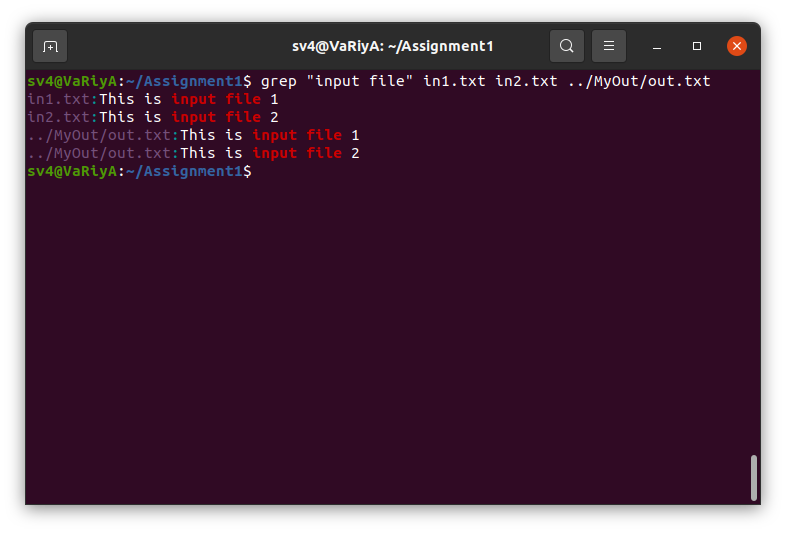 sv4@VaRiyA: ~/Assignment1
sv4@VaRiyA:~/Assignment1$ grep "input file" in1.txt in2.txt ../MyOut/out.txt
in1.txt:This is input file 1
in2.txt:This is input file 2
../MyOut/out.txt:This is input file 1
../MyOut/out.txt:This is input file 2
sv4@VaRiyA:~/Assignment1$